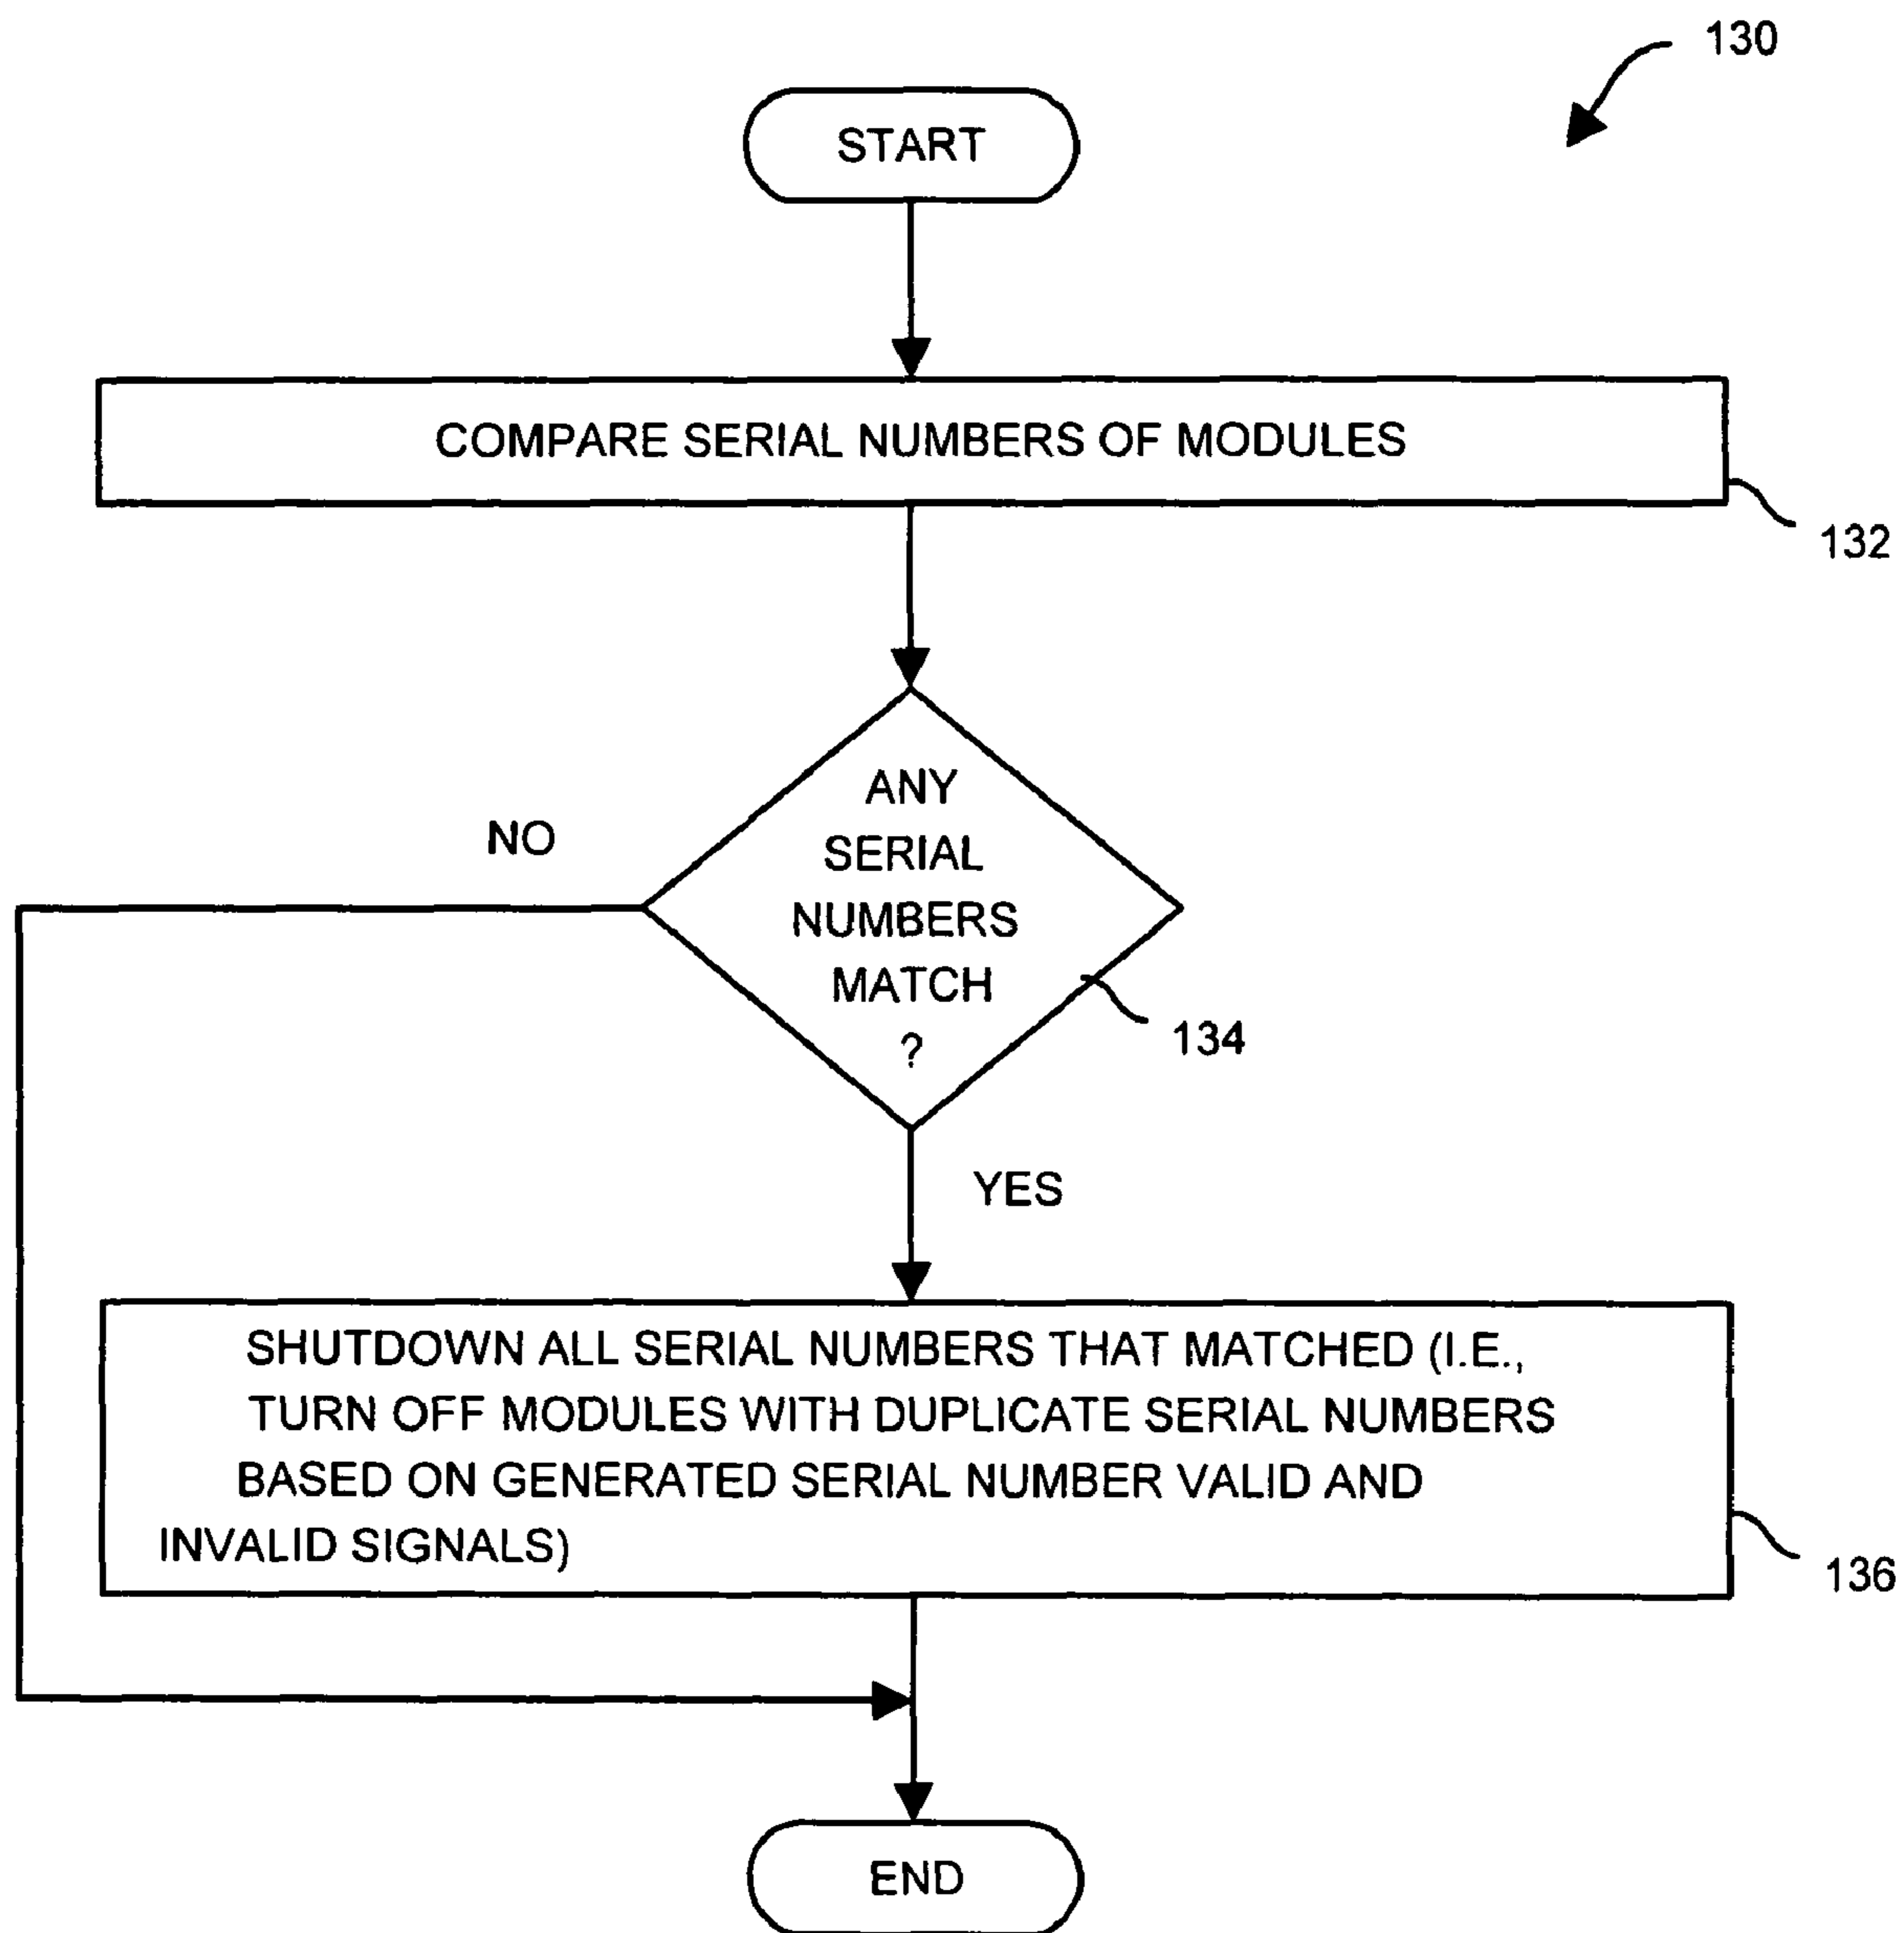 130
START
COMPARE SERIAL NUMBERS OF MODULES
132
ANY
SERIAL
NUMBERS
MATCH
?
NO
134
YES
SHUTDOWN ALL SERIAL NUMBERS THAT MATCHED (I.E.,
TURN OFF MODULES WITH DUPLICATE SERIAL NUMBERS
BASED ON GENERATED SERIAL NUMBER VALID AND
INVALID SIGNALS)
136
END